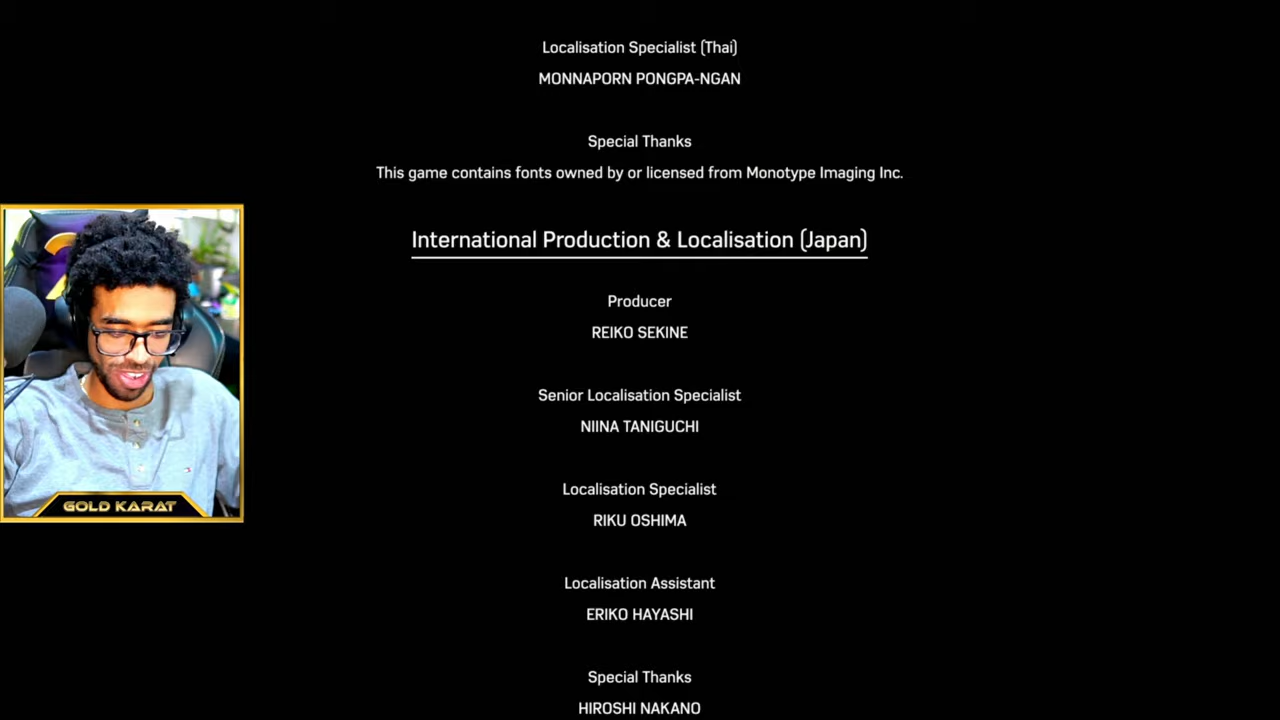 Localisation Specialist (Thai)
MONNAPORN PONGPA-NGAN
Special Thanks
This game contains fonts owned by or licensed from Monotype Imaging Inc.
International Production & Localisation (Japan)
Producer
REIKO SEKINE
Senior Localisation Specialist
NIINA TANIGUCHI
Localisation Specialist
RIKU OSHIMA
Localisation Assistant
ERIKO HAYASHI
Special Thanks
HIROSHI NAKANO
GOLD KARAT